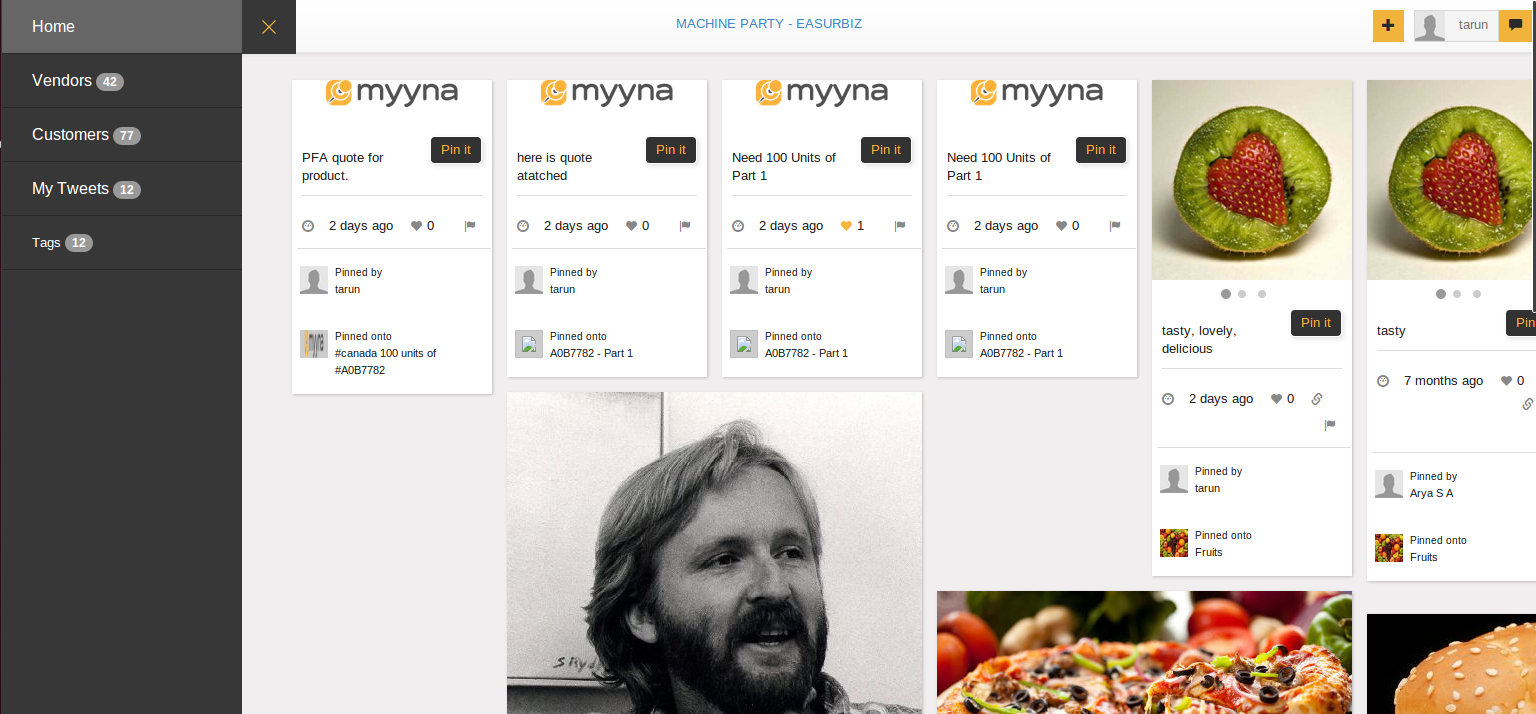 Home
MACHINE PARTY - EASURBIZ
tarun
Vendors 42
Customers 77
My Tweets 12
Tags 12
myyna
Pin it
PFA quote for
product.
2 days ago 0
Pinned by
tarun
Pinned onto
#canada 100 units of
#A0B7782
myyna
Pin it
here is quote
atatched
2 days ago 0
Pinned by
tarun
Pinned onto
A0B7782 - Part 1
myyna
Pin it
Need 100 Units of
Part 1
2 days ago 1
Pinned by
tarun
Pinned onto
A0B7782 - Part 1
myyna
Pin it
Need 100 Units of
Part 1
2 days ago 0
Pinned by
tarun
Pinned onto
A0B7782 - Part 1
Pin it
tasty, lovely,
delicious
2 days ago 0
Pinned by
tarun
Pinned onto
Fruits
Pin
tasty
7 months ago 0
Pinned by
Arya S A
Pinned onto
Fruits